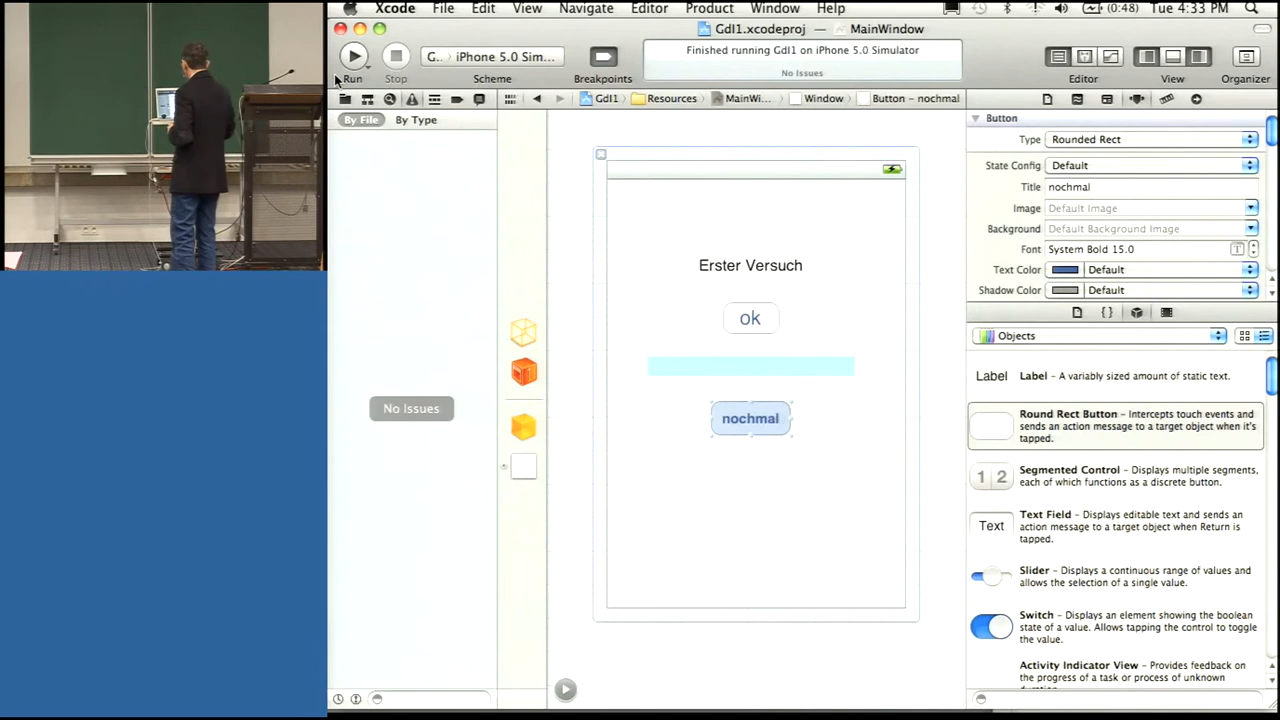 Xcode File Edit View Navigate Editor Product Window Help (0:48) Tue 4:33 PM
GdI1.xcodeproj — MainWindow
Run Stop G... iPhone 5.0 Sim... Scheme Breakpoints
Finished running GdI1 on iPhone 5.0 Simulator
No Issues
Editor View Organizer
GdI1 Resources MainWi... Window Button – nochmal
By File By Type
No Issues
Erster Versuch
ok
nochmal
Button
Type Rounded Rect
State Config Default
Title nochmal
Image Default Image
Background Default Background Image
Font System Bold 15.0 T
Text Color Default
Shadow Color Default
{ }
Objects
Label Label – A variably sized amount of static text.
Round Rect Button – Intercepts touch events and
sends an action message to a target object when it's
tapped.
1 2 Segmented Control – Displays multiple segments,
each of which functions as a discrete button.
Text Text Field – Displays editable text and sends an
action message to a target object when Return is
tapped.
Slider – Displays a continuous range of values and
allows the selection of a single value.
Switch – Displays an element showing the boolean
state of a value. Allows tapping the control to toggle
the value.
Activity Indicator View – Provides feedback on
the progress of a task or process of unknown